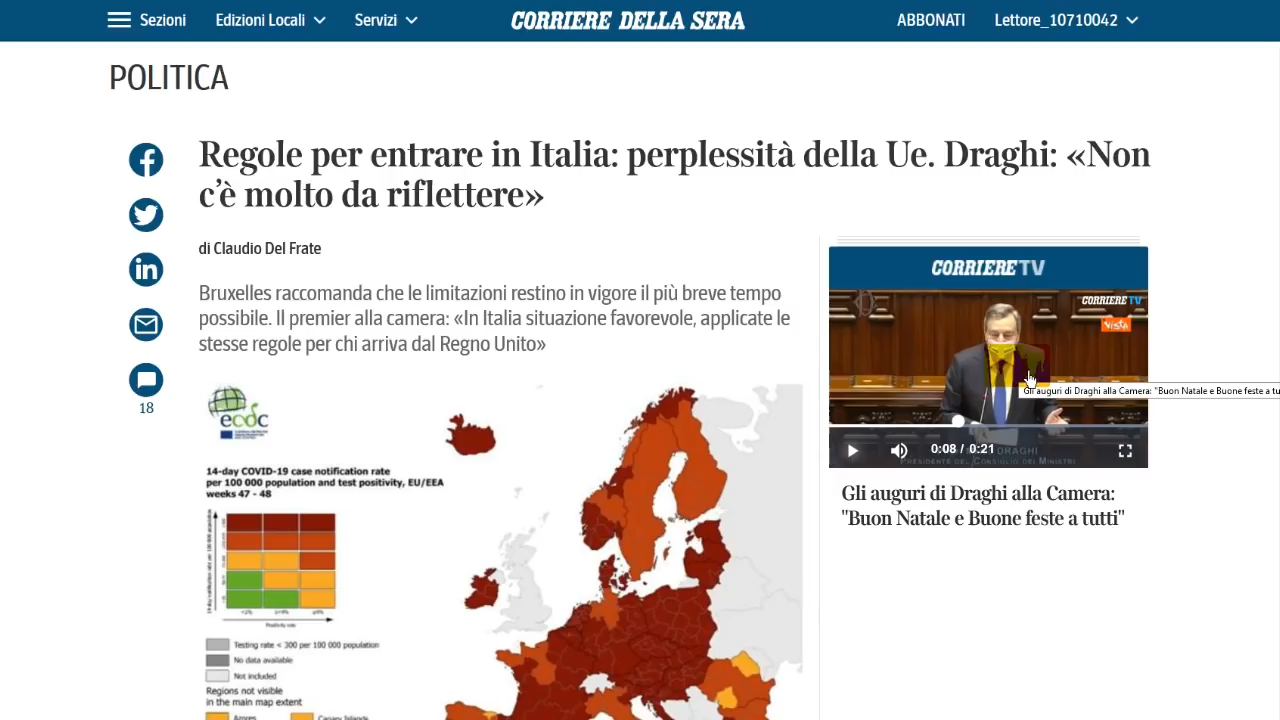 Sezioni
Edizioni Locali
Servizi
CORRIERE DELLA SERA
ABBONATI
Lettore_10710042
POLITICA
Regole per entrare in Italia: perplessità della Ue. Draghi: «Non
c'è molto da riflettere»
di Claudio Del Frate
Bruxelles raccomanda che le limitazioni restino in vigore il più breve tempo
possibile. Il premier alla camera: «In Italia situazione favorevole, applicate le
stesse regole per chi arriva dal Regno Unito»
18
ecdc
14-day COVID-19 case notification rate
per 100 000 population and test positivity, EU/EEA
weeks 47 - 48
Positivity rate
Testing rate < 300 per 100 000 population
No data available
Not included
Regions not visible
in the main map extent
Azores
Canary Islands
CORRIERE TV
CORRIERE TV
vista
Gli auguri di Draghi alla Camera: "Buon Natale e Buone feste a tu
0:08 / 0:21
DRAGHI
PRESIDENTE DEL CONSIGLIO DEI MINISTRI
Gli auguri di Draghi alla Camera:
"Buon Natale e Buone feste a tutti"